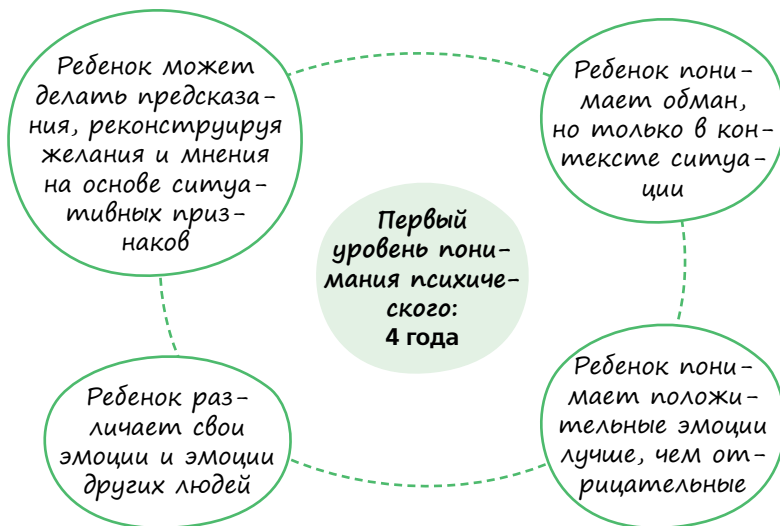 Ребенок может
делать предсказа-
ния, реконструируя
желания и мнения
на основе ситуа-
тивных приз-
наков
Ребенок пони-
мает обман,
но только в кон-
тексте ситуа-
ции
Первый
уровень пони-
мания психиче-
ского:
4 года
Ребенок раз-
личает свои
эмоции и эмоции
других людей
Ребенок пони-
мает положи-
тельные эмоции
лучше, чем от-
рицательные